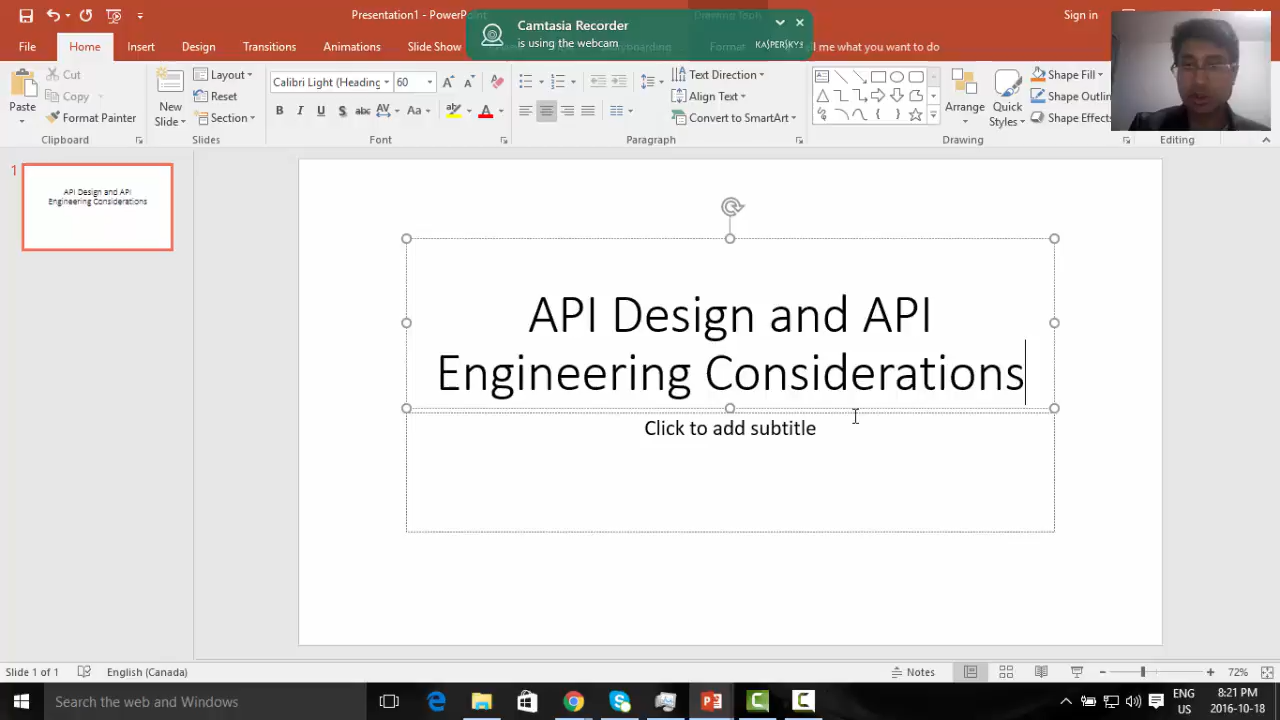 Presentation1 - PowerPoint
Sign in
Camtasia Recorder
is using the webcam
KASPERSKY
File
Home
Insert
Design
Transitions
Animations
Slide Show
Format
Tell me what you want to do
Paste
Cut
Copy
Format Painter
Clipboard
New
Slide
Layout
Reset
Section
Slides
Calibri Light (Heading
60
B I U S abc AV Aa A
Font
Text Direction
Align Text
Convert to SmartArt
Paragraph
Arrange
Quick
Styles
Shape Fill
Shape Outlin
Shape Effects
Drawing
Editing
1
API Design and API
Engineering Considerations
API Design and API
Engineering Considerations
Click to add subtitle
Slide 1 of 1
English (Canada)
Notes
72%
Search the web and Windows
ENG
US
8:21 PM
2016-10-18